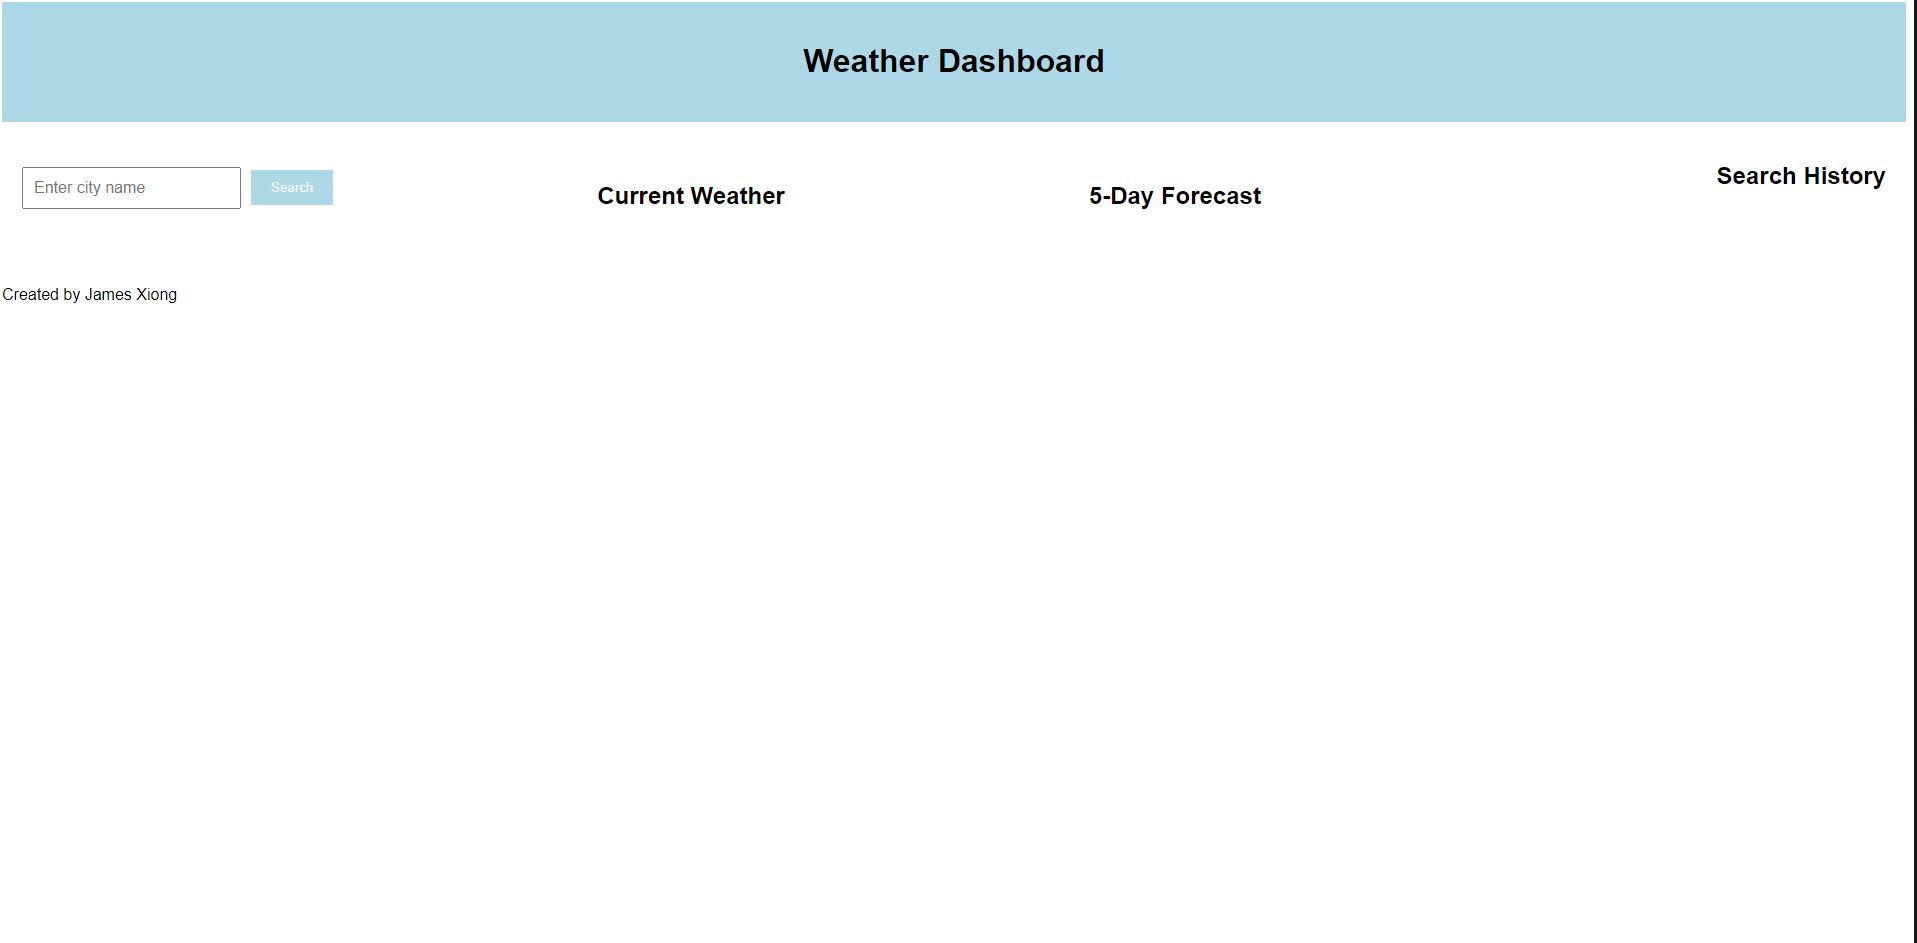 Weather Dashboard
Enter city name
Search
Current Weather
5-Day Forecast
Search History
Created by James Xiong